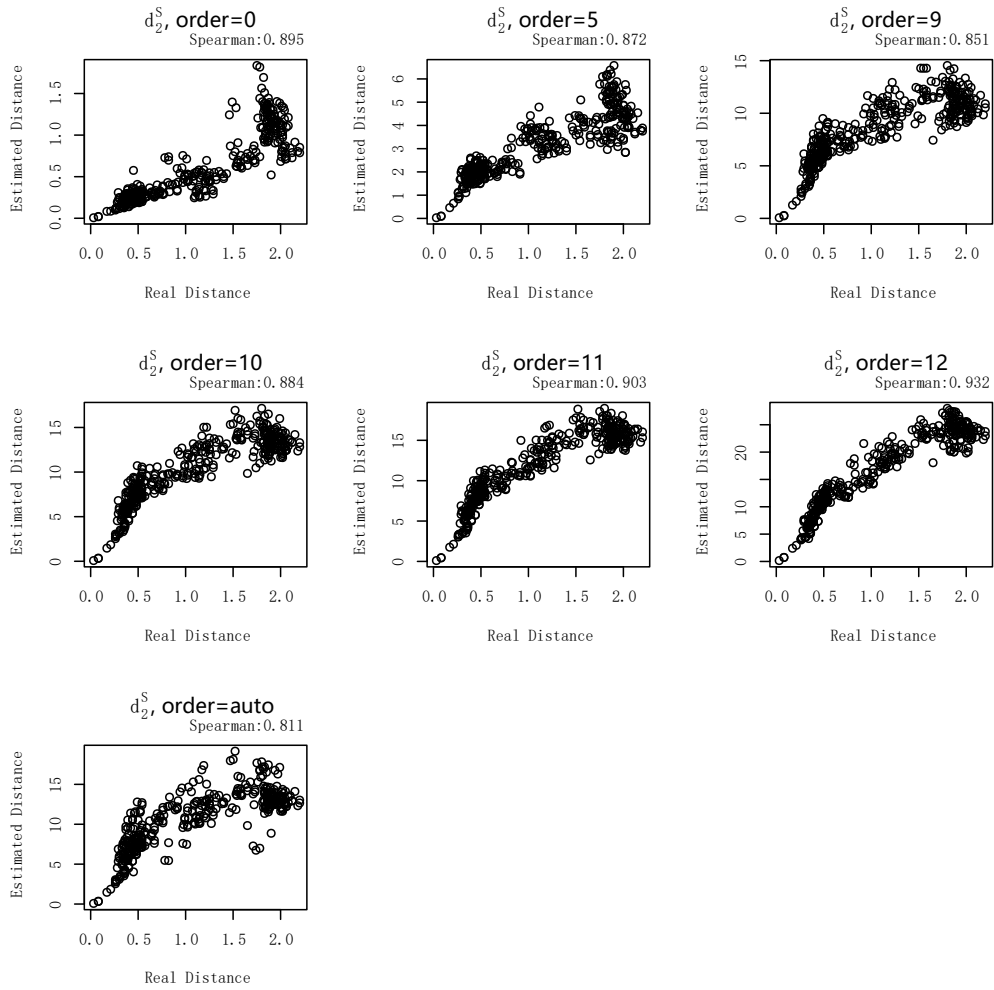 d₂ˢ, order=0
Spearman:0.895
Estimated Distance
0. 0.5 1.0 1.5
0.0 0.5 1.0 1.5 2.0
Real Distance
d₂ˢ, order=5
Spearman:0.872
Estimated Distance
0 1 2 3 4 5 6
0.0 0.5 1.0 1.5 2.0
Real Distance
d₂ˢ, order=9
Spearman:0.851
Estimated Distance
0 5 10 15
0.0 0.5 1.0 1.5 2.0
Real Distance
d₂ˢ, order=10
Spearman:0.884
Estimated Distance
0 5 10 15
0.0 0.5 1.0 1.5 2.0
Real Distance
d₂ˢ, order=11
Spearman:0.903
Estimated Distance
0 5 10 15
0.0 0.5 1.0 1.5 2.0
Real Distance
d₂ˢ, order=12
Spearman:0.932
Estimated Distance
0 5 10 20
0.0 0.5 1.0 1.5 2.0
Real Distance
d₂ˢ, order=auto
Spearman:0.811
Estimated Distance
0 5 10 15
0.0 0.5 1.0 1.5 2.0
Real Distance